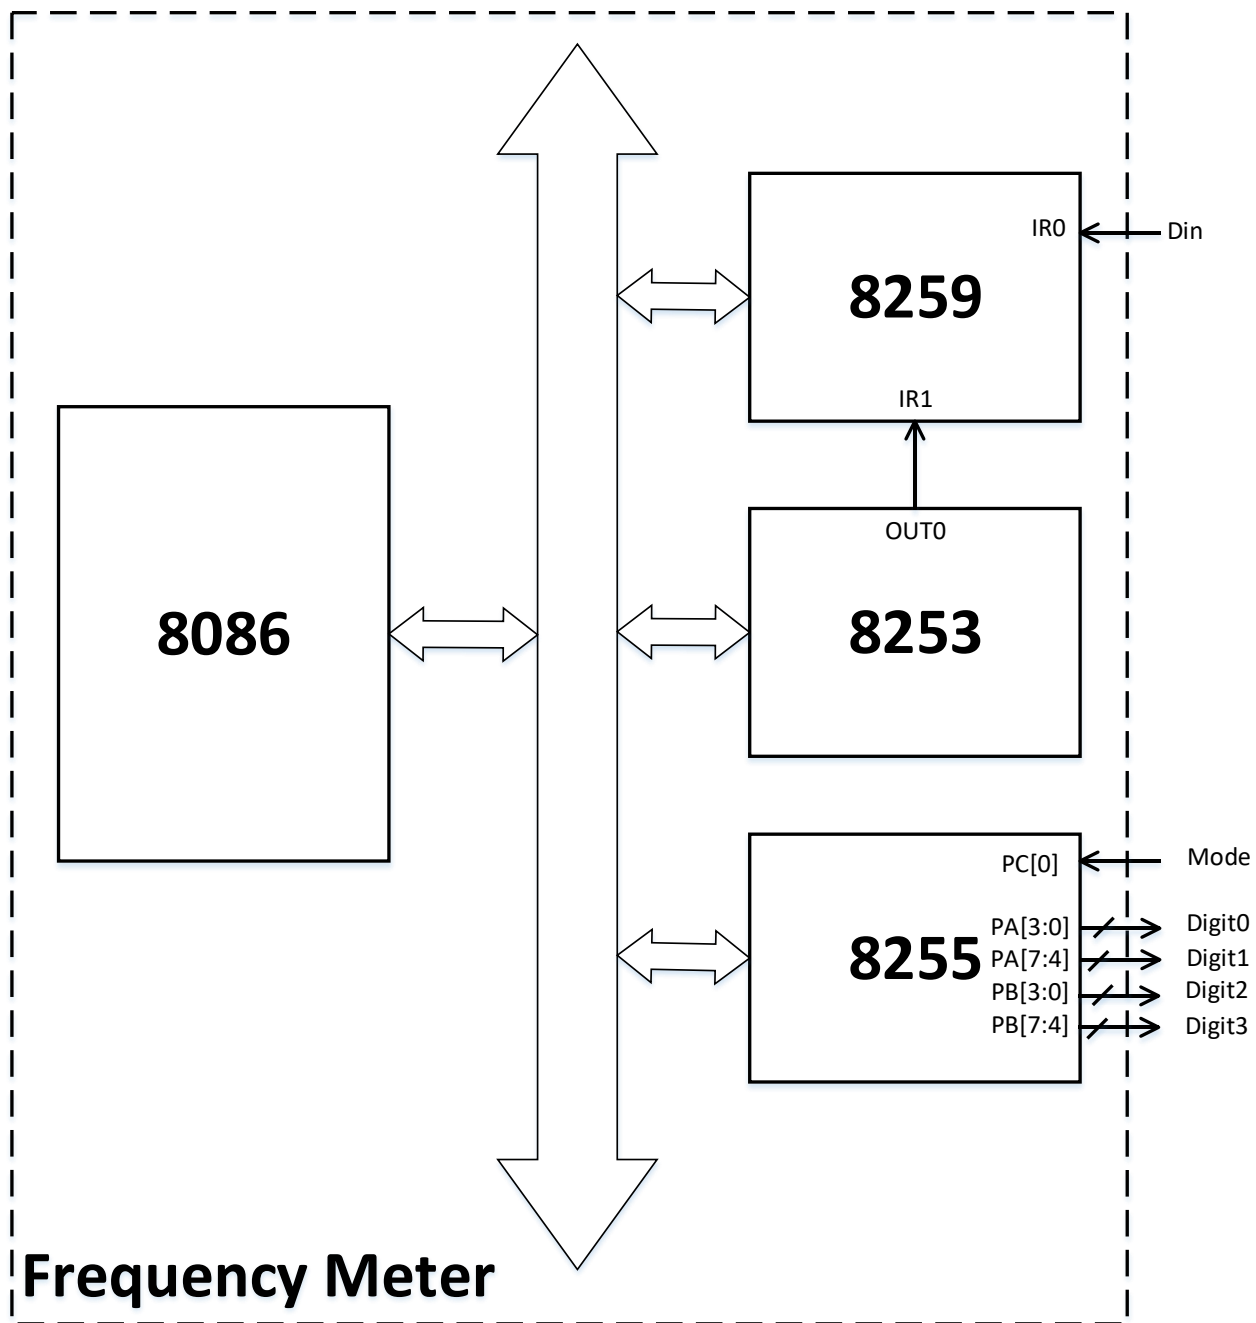 IR0
Din
8259
IR1
OUT0
8086
8253
PC[0]
Mode
PA[3:0]
Digit0
8255
PA[7:4]
Digit1
PB[3:0]
Digit2
PB[7:4]
Digit3
Frequency Meter